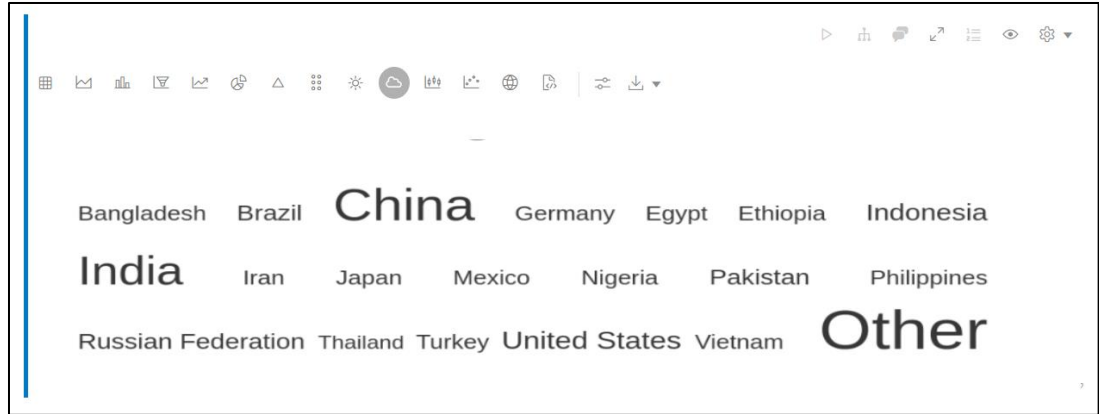 Bangladesh Brazil China Germany Egypt Ethiopia Indonesia
India Iran Japan Mexico Nigeria Pakistan Philippines
Russian Federation Thailand Turkey United States Vietnam Other